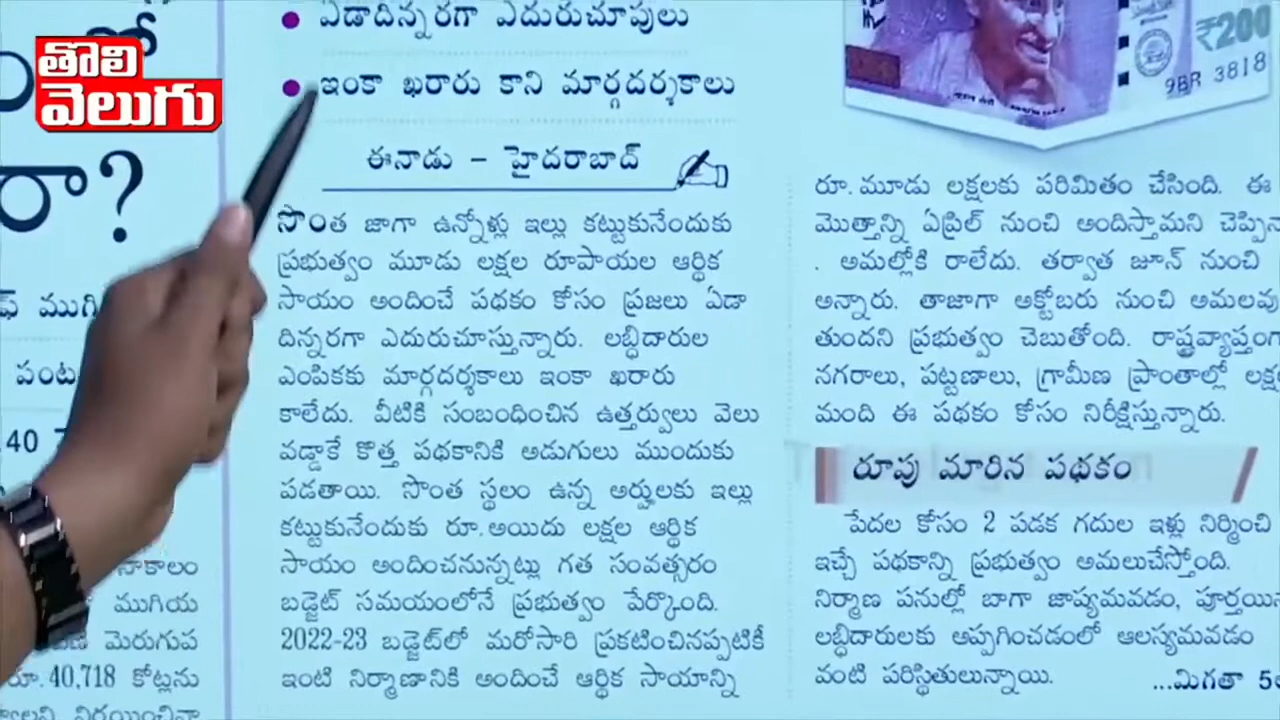 తొలి
వెలుగు
రా?
ముగి
పంట
.40
నాకాలం
ముగియ
మెరుగుప
రూ.40,718 కోట్లను
ఏడాదిన్నరగా ఎదురుచూపులు
ఇంకా ఖరారు కాని మార్గదర్శకాలు
ఈనాడు - హైదరాబాద్
సొంత జాగా ఉన్నోళ్లు ఇల్లు కట్టుకునేందుకు
ప్రభుత్వం మూడు లక్షల రూపాయల ఆర్థిక
సాయం అందించే పథకం కోసం ప్రజలు ఏడా
దిన్నరగా ఎదురుచూస్తున్నారు. లబ్ధిదారుల
ఎంపికకు మార్గదర్శకాలు ఇంకా ఖరారు
కాలేదు. వీటికి సంబంధించిన ఉత్తర్వులు వెలు
వడ్డాకే కొత్త పథకానికి అడుగులు ముందుకు
పడతాయి. సొంత స్థలం ఉన్న అర్హులకు ఇల్లు
కట్టుకునేందుకు రూ.అయిదు లక్షల ఆర్థిక
సాయం అందించనున్నట్లు గత సంవత్సరం
బడ్జెట్ సమయంలోనే ప్రభుత్వం పేర్కొంది.
2022-23 బడ్జెట్‌లో మరోసారి ప్రకటించినప్పటికీ
ఇంటి నిర్మాణానికి అందించే ఆర్థిక సాయాన్ని
₹200
9BR 3818
రూ.మూడు లక్షలకు పరిమితం చేసింది. ఈ
మొత్తాన్ని ఏప్రిల్ నుంచి అందిస్తామని చెప్పినా
. అమల్లోకి రాలేదు. తర్వాత జూన్ నుంచి
అన్నారు. తాజాగా అక్టోబరు నుంచి అమలవు
తుందని ప్రభుత్వం చెబుతోంది. రాష్ట్రవ్యాప్తంగా
నగరాలు, పట్టణాలు, గ్రామీణ ప్రాంతాల్లో లక్షల
మంది ఈ పథకం కోసం నిరీక్షిస్తున్నారు.
రూపు మారిన పథకం
పేదల కోసం 2 పడక గదుల ఇళ్లు నిర్మించి
ఇచ్చే పథకాన్ని ప్రభుత్వం అమలుచేస్తోంది.
నిర్మాణ పనుల్లో బాగా జాప్యమవడం, పూర్తయిన
లబ్ధిదారులకు అప్పగించడంలో ఆలస్యమవడం
వంటి పరిస్థితులున్నాయి.
...మిగతా 5